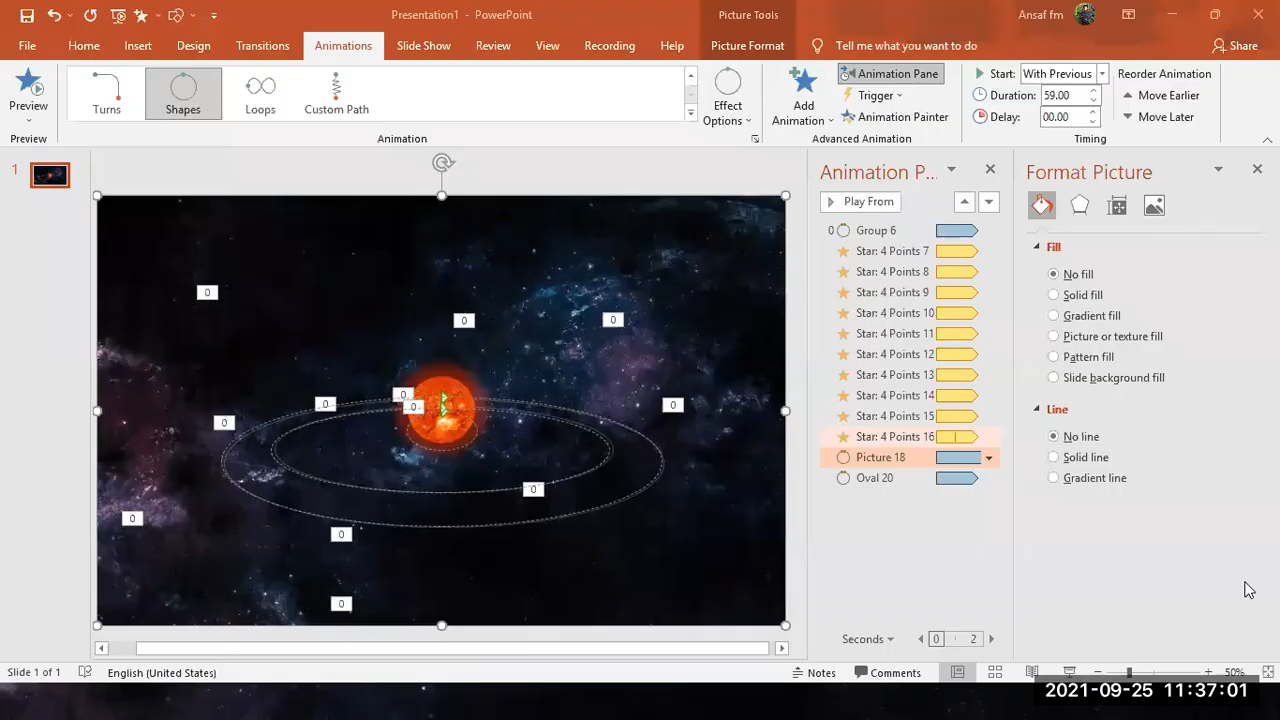 Presentation1 - PowerPoint
Picture Tools
Ansaf fm
File Home Insert Design Transitions Animations Slide Show Review View Recording Help Picture Format Tell me what you want to do Share
Preview
Turns Shapes Loops Custom Path
Effect Options
Add Animation
Animation Pane
Trigger
Animation Painter
Start: With Previous
Duration: 59.00
Delay: 00.00
Reorder Animation
Move Earlier
Move Later
Preview Animation Advanced Animation Timing
1
0
0
0
0
0
0
0
0
0
0
0
0
Animation P...
Play From
0 Group 6
Star: 4 Points 7
Star: 4 Points 8
Star: 4 Points 9
Star: 4 Points 10
Star: 4 Points 11
Star: 4 Points 12
Star: 4 Points 13
Star: 4 Points 14
Star: 4 Points 15
Star: 4 Points 16
Picture 18
Oval 20
Seconds 0 2
Format Picture
Fill
No fill
Solid fill
Gradient fill
Picture or texture fill
Pattern fill
Slide background fill
Line
No line
Solid line
Gradient line
Slide 1 of 1 English (United States) Notes Comments 50%
2021-09-25 11:37:01